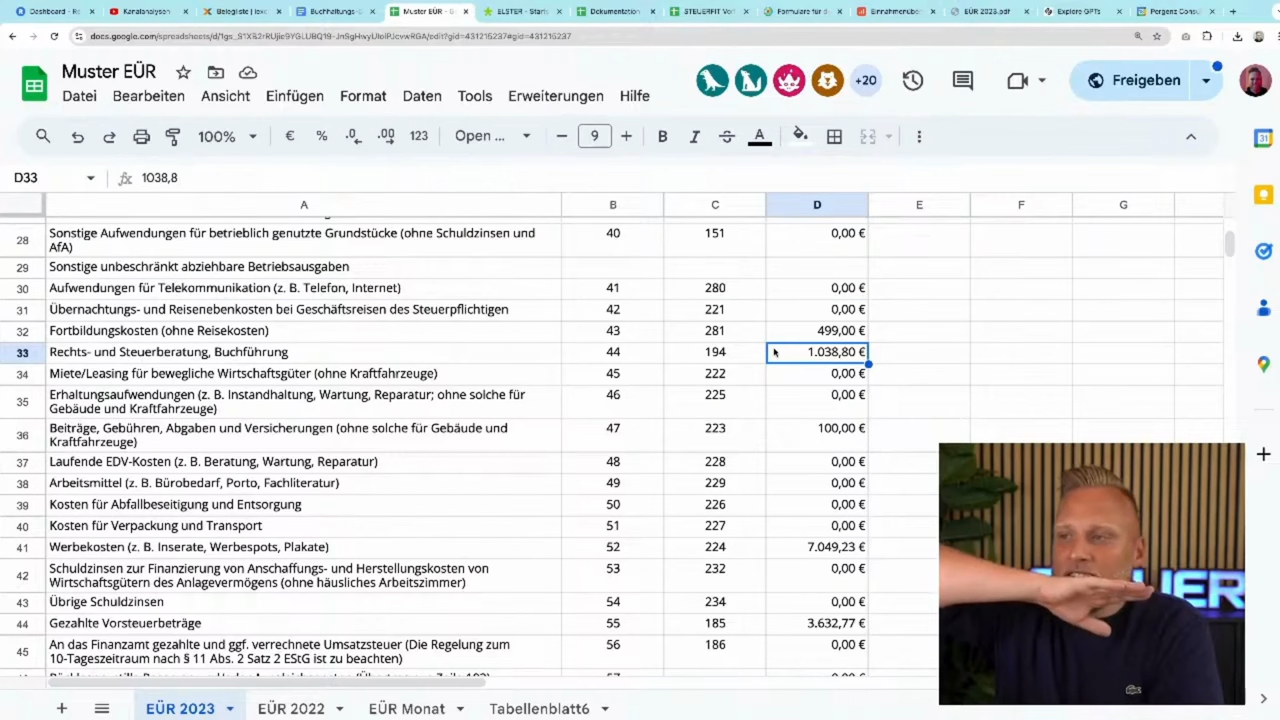 Dashboard - Re
Kanalanalysen
Belegliste | lexo
Buchhaltungs-C
Muster EÜR - G
ELSTER - Starts
Dokumentation
STEUERFIT Vorl
Formulare für d
Einnahmenüber
EÜR 2023.pdf
Explore GPTs
Muster EÜR
Freigeben
+20
Datei Bearbeiten Ansicht Einfügen Format Daten Tools Erweiterungen Hilfe
100% € % .0 .00 123 Open ... − 9 + B I S A
D33 fx 1038,8
A B C D E F G
28 Sonstige Aufwendungen für betrieblich genutzte Grundstücke (ohne Schuldzinsen und 40 151 0,00 €
AfA)
29 Sonstige unbeschränkt abziehbare Betriebsausgaben
30 Aufwendungen für Telekommunikation (z. B. Telefon, Internet) 41 280 0,00 €
31 Übernachtungs- und Reisenebenkosten bei Geschäftsreisen des Steuerpflichtigen 42 221 0,00 €
32 Fortbildungskosten (ohne Reisekosten) 43 281 499,00 €
33 Rechts- und Steuerberatung, Buchführung 44 194 1.038,80 €
34 Miete/Leasing für bewegliche Wirtschaftsgüter (ohne Kraftfahrzeuge) 45 222 0,00 €
35 Erhaltungsaufwendungen (z. B. Instandhaltung, Wartung, Reparatur; ohne solche für 46 225 0,00 €
Gebäude und Kraftfahrzeuge)
36 Beiträge, Gebühren, Abgaben und Versicherungen (ohne solche für Gebäude und 47 223 100,00 €
Kraftfahrzeuge)
37 Laufende EDV-Kosten (z. B. Beratung, Wartung, Reparatur) 48 228 0,00 €
38 Arbeitsmittel (z. B. Bürobedarf, Porto, Fachliteratur) 49 229 0,00 €
39 Kosten für Abfallbeseitigung und Entsorgung 50 226 0,00 €
40 Kosten für Verpackung und Transport 51 227 0,00 €
41 Werbekosten (z. B. Inserate, Werbespots, Plakate) 52 224 7.049,23 €
42 Schuldzinsen zur Finanzierung von Anschaffungs- und Herstellungskosten von 53 232 0,00 €
Wirtschaftsgütern des Anlagevermögens (ohne häusliches Arbeitszimmer)
43 Übrige Schuldzinsen 54 234 0,00 €
44 Gezahlte Vorsteuerbeträge 55 185 3.632,77 €
45 An das Finanzamt gezahlte und ggf. verrechnete Umsatzsteuer (Die Regelung zum 56 186 0,00 €
10-Tageszeitraum nach § 11 Abs. 2 Satz 2 EStG ist zu beachten)
EÜR 2023 EÜR 2022 EÜR Monat Tabellenblatt6